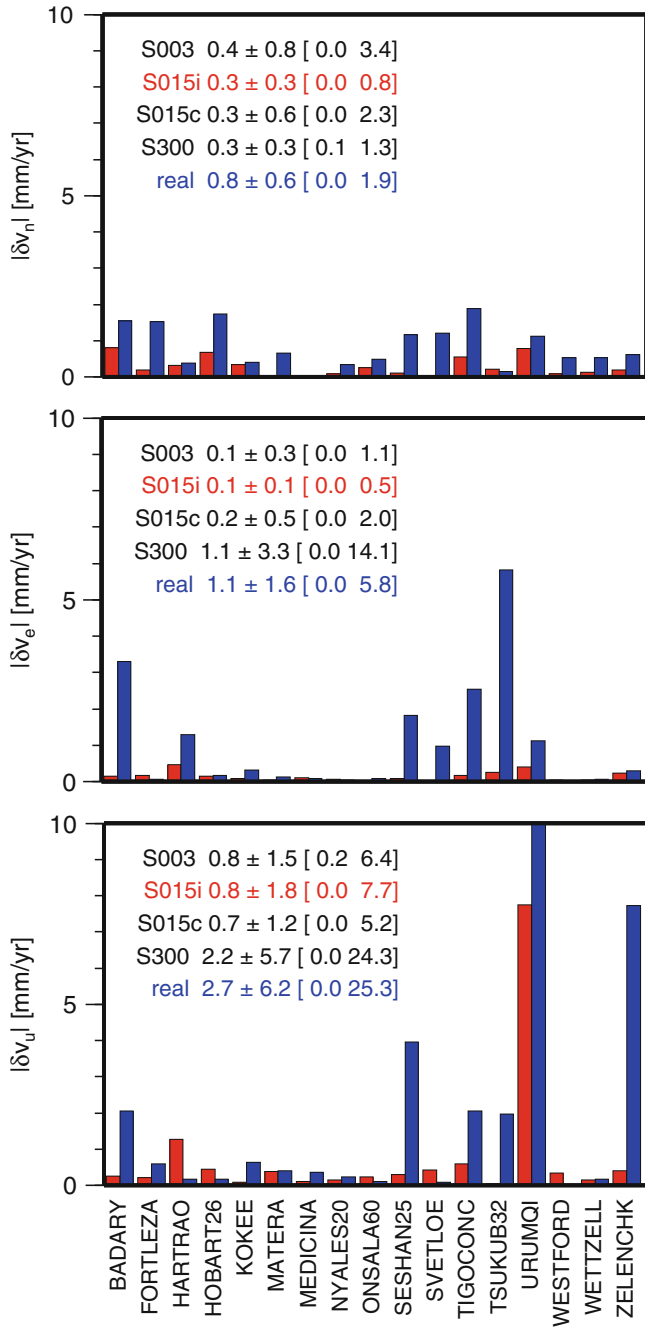 10
S003 0.4 ± 0.8 [ 0.0 3.4]
S015i 0.3 ± 0.3 [ 0.0 0.8]
S015c 0.3 ± 0.6 [ 0.0 2.3]
S300 0.3 ± 0.3 [ 0.1 1.3]
real 0.8 ± 0.6 [ 0.0 1.9]
5
|δvn| [mm/yr]
0
10
S003 0.1 ± 0.3 [ 0.0 1.1]
S015i 0.1 ± 0.1 [ 0.0 0.5]
S015c 0.2 ± 0.5 [ 0.0 2.0]
S300 1.1 ± 3.3 [ 0.0 14.1]
real 1.1 ± 1.6 [ 0.0 5.8]
5
|δve| [mm/yr]
0
10
S003 0.8 ± 1.5 [ 0.2 6.4]
S015i 0.8 ± 1.8 [ 0.0 7.7]
S015c 0.7 ± 1.2 [ 0.0 5.2]
S300 2.2 ± 5.7 [ 0.0 24.3]
real 2.7 ± 6.2 [ 0.0 25.3]
5
|δvu| [mm/yr]
0
BADARY
FORTLEZA
HARTRAO
HOBART26
KOKEE
MATERA
MEDICINA
NYALES20
ONSALA60
SESHAN25
SVETLOE
TIGOCONC
TSUKUB32
URUMQI
WESTFORD
WETTZELL
ZELENCHK